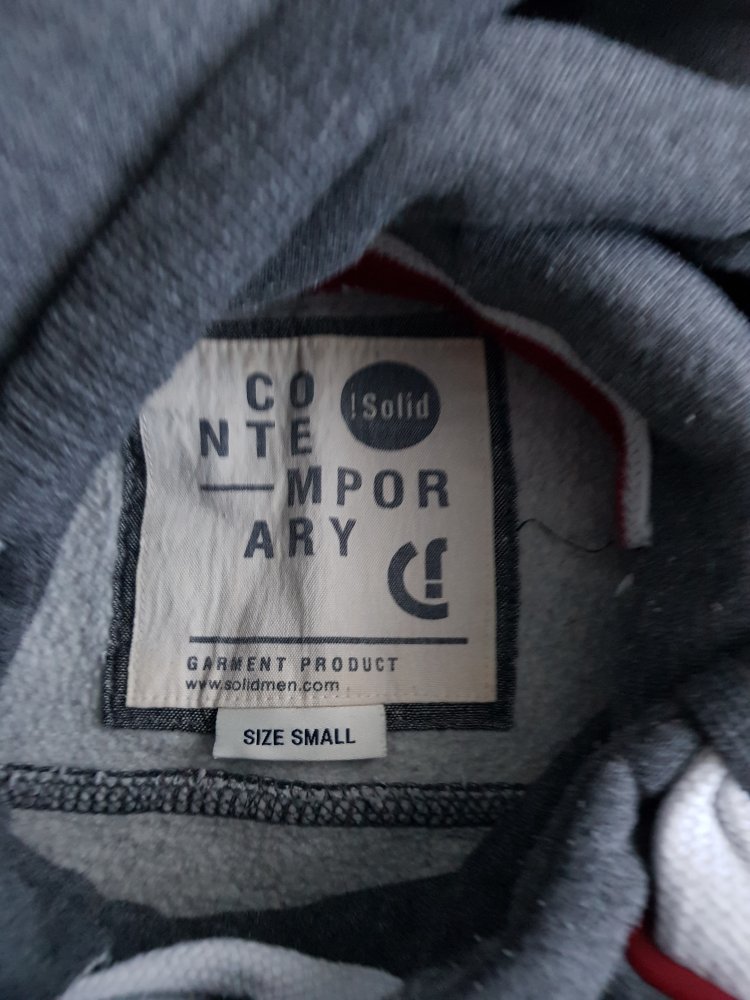 CO
!Solid
NTE
—MPOR
ARY
GARMENT PRODUCT
www.solidmen.com
SIZE SMALL